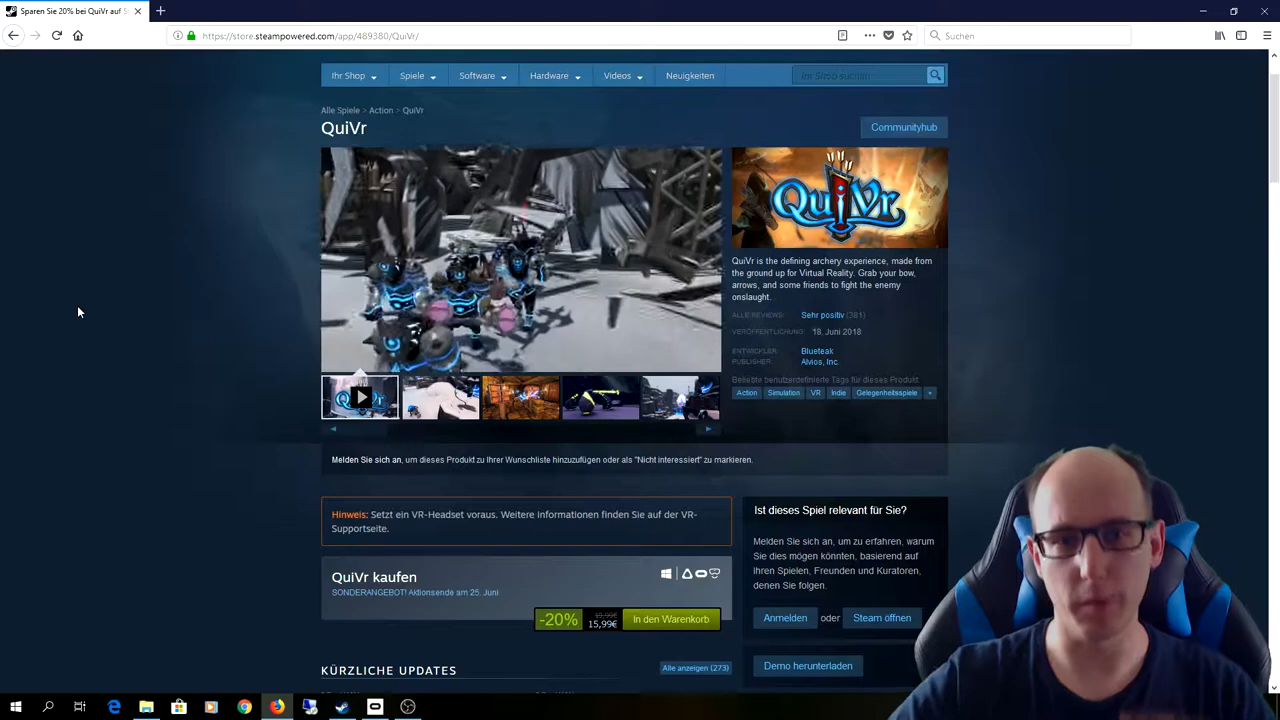 Sparen Sie 20% bei QuiVr auf S
https://store.steampowered.com/app/489380/QuiVr/
Suchen
Ihr Shop
Spiele
Software
Hardware
Videos
Neuigkeiten
Im Shop suchen
Alle Spiele > Action > QuiVr
QuiVr
Communityhub
QuiVr
QuiVr is the defining archery experience, made from
the ground up for Virtual Reality. Grab your bow,
arrows, and some friends to fight the enemy
onslaught.
ALLE REVIEWS: Sehr positiv (381)
VERÖFFENTLICHUNG 18. Juni 2018
ENTWICKLER: Blueteak
PUBLISHER: Alvios, Inc.
Beliebte benutzerdefinierte Tags für dieses Produkt:
Action Simulation VR Indie Gelegenheitsspiele +
Melden Sie sich an, um dieses Produkt zu Ihrer Wunschliste hinzuzufügen oder als "Nicht interessiert" zu markieren.
Hinweis: Setzt ein VR-Headset voraus. Weitere Informationen finden Sie auf der VR-
Supportseite.
QuiVr kaufen
SONDERANGEBOT! Aktionsende am 25. Juni
-20%
19,99€
15,99€
In den Warenkorb
Ist dieses Spiel relevant für Sie?
Melden Sie sich an, um zu erfahren, warum
Sie dies mögen könnten, basierend auf
Ihren Spielen, Freunden und Kuratoren,
denen Sie folgen.
Anmelden oder Steam öffnen
Demo herunterladen
KÜRZLICHE UPDATES
Alle anzeigen (273)